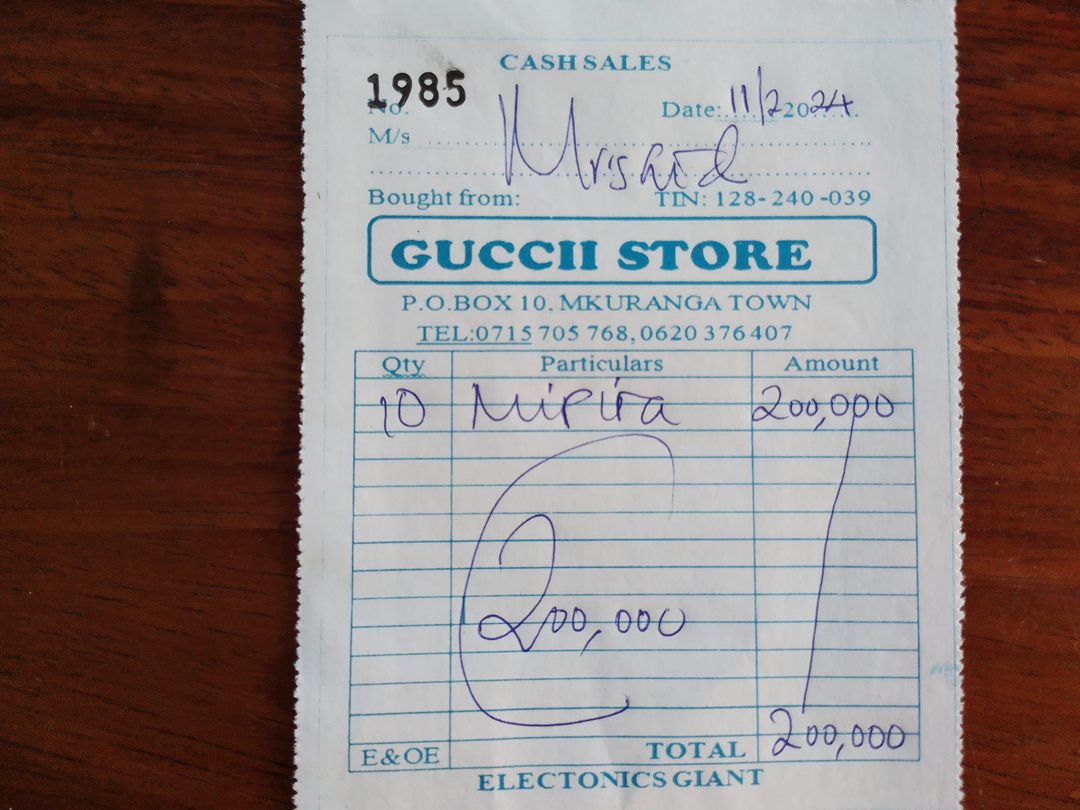 CASH SALES
1985
No.
Date: 11/2 2024
M/s
Mrishid
Bought from:
TIN: 128-240-039
GUCCII STORE
P.O.BOX 10, MKURANGA TOWN
TEL:0715 705 768, 0620 376 407
Qty Particulars Amount
10 Mipira 200,000
200,000
E & OE TOTAL 200,000
ELECTONICS GIANT